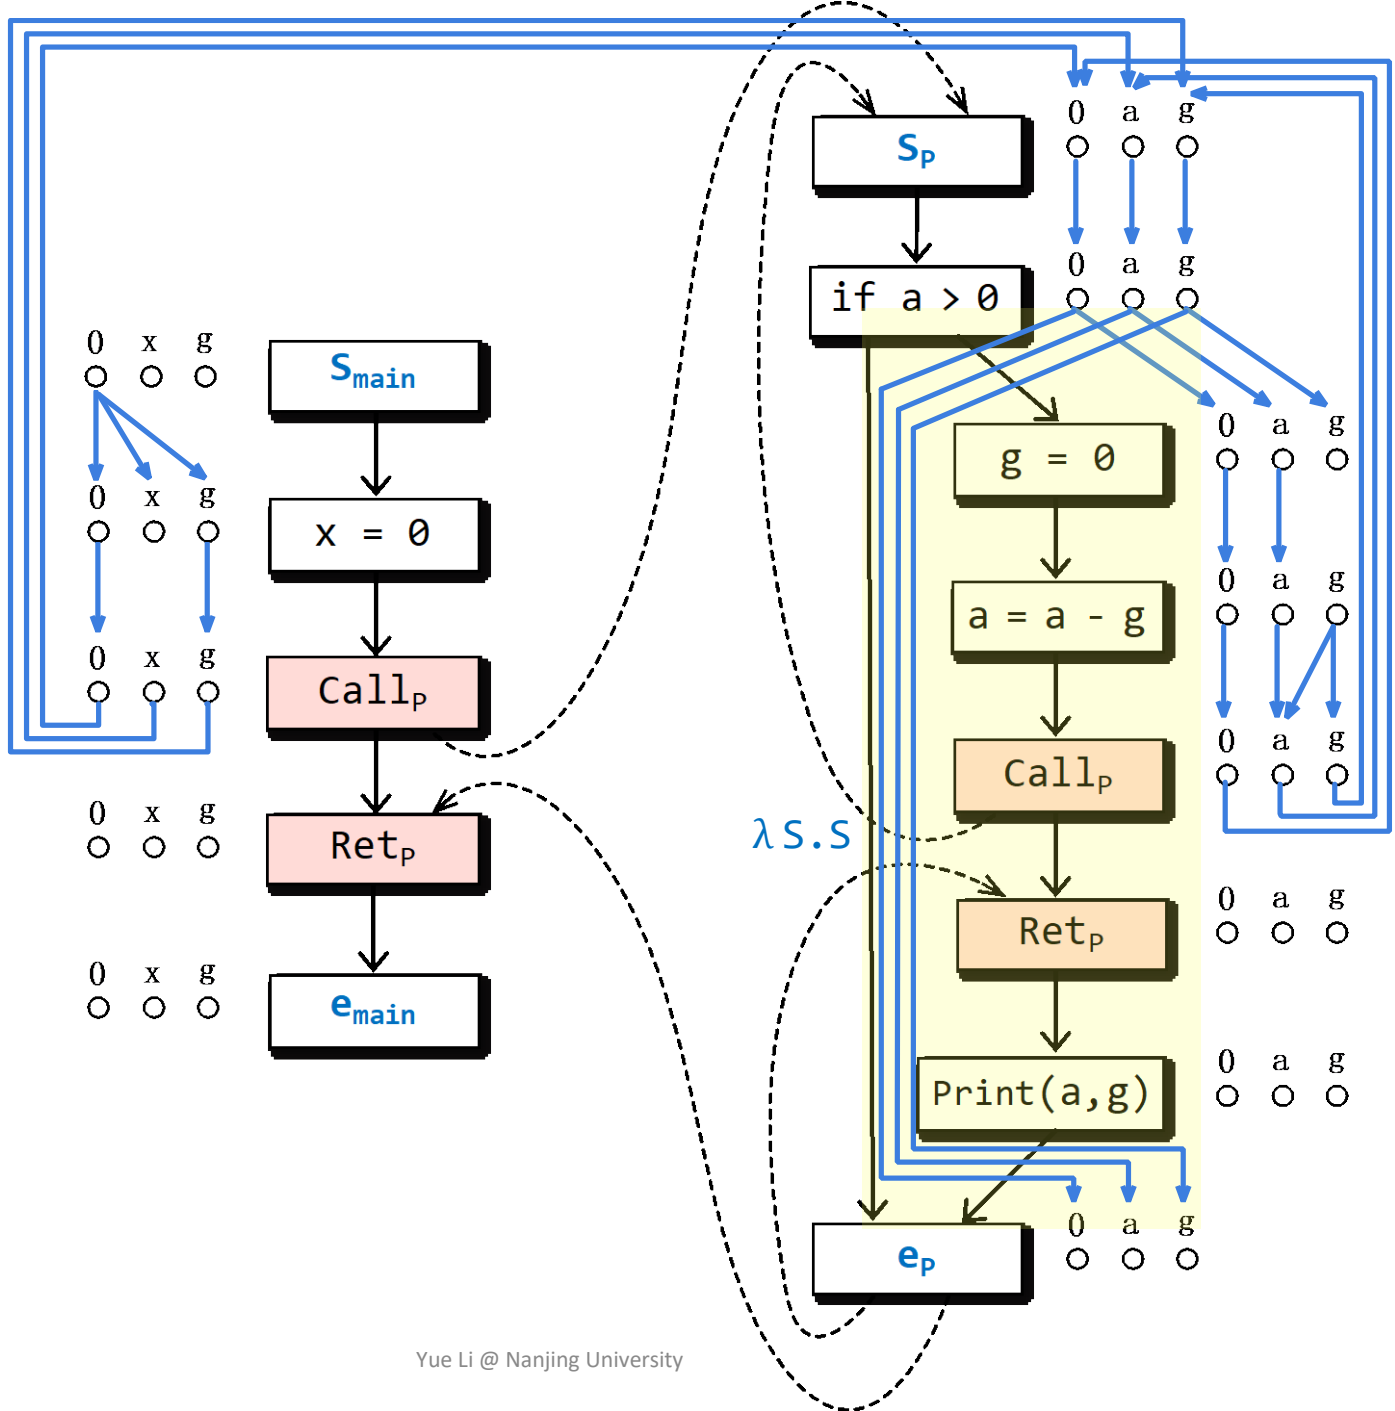 0 a g
S_P
0 a g
if a > 0
0 x g
S_main
0 a g
g = 0
0 x g
x = 0
0 a g
a = a - g
0 x g
Call_P
0 a g
Call_P
λS.S
0 x g
Ret_P
0 a g
Ret_P
0 x g
e_main
0 a g
Print(a,g)
0 a g
e_P
Yue Li @ Nanjing University